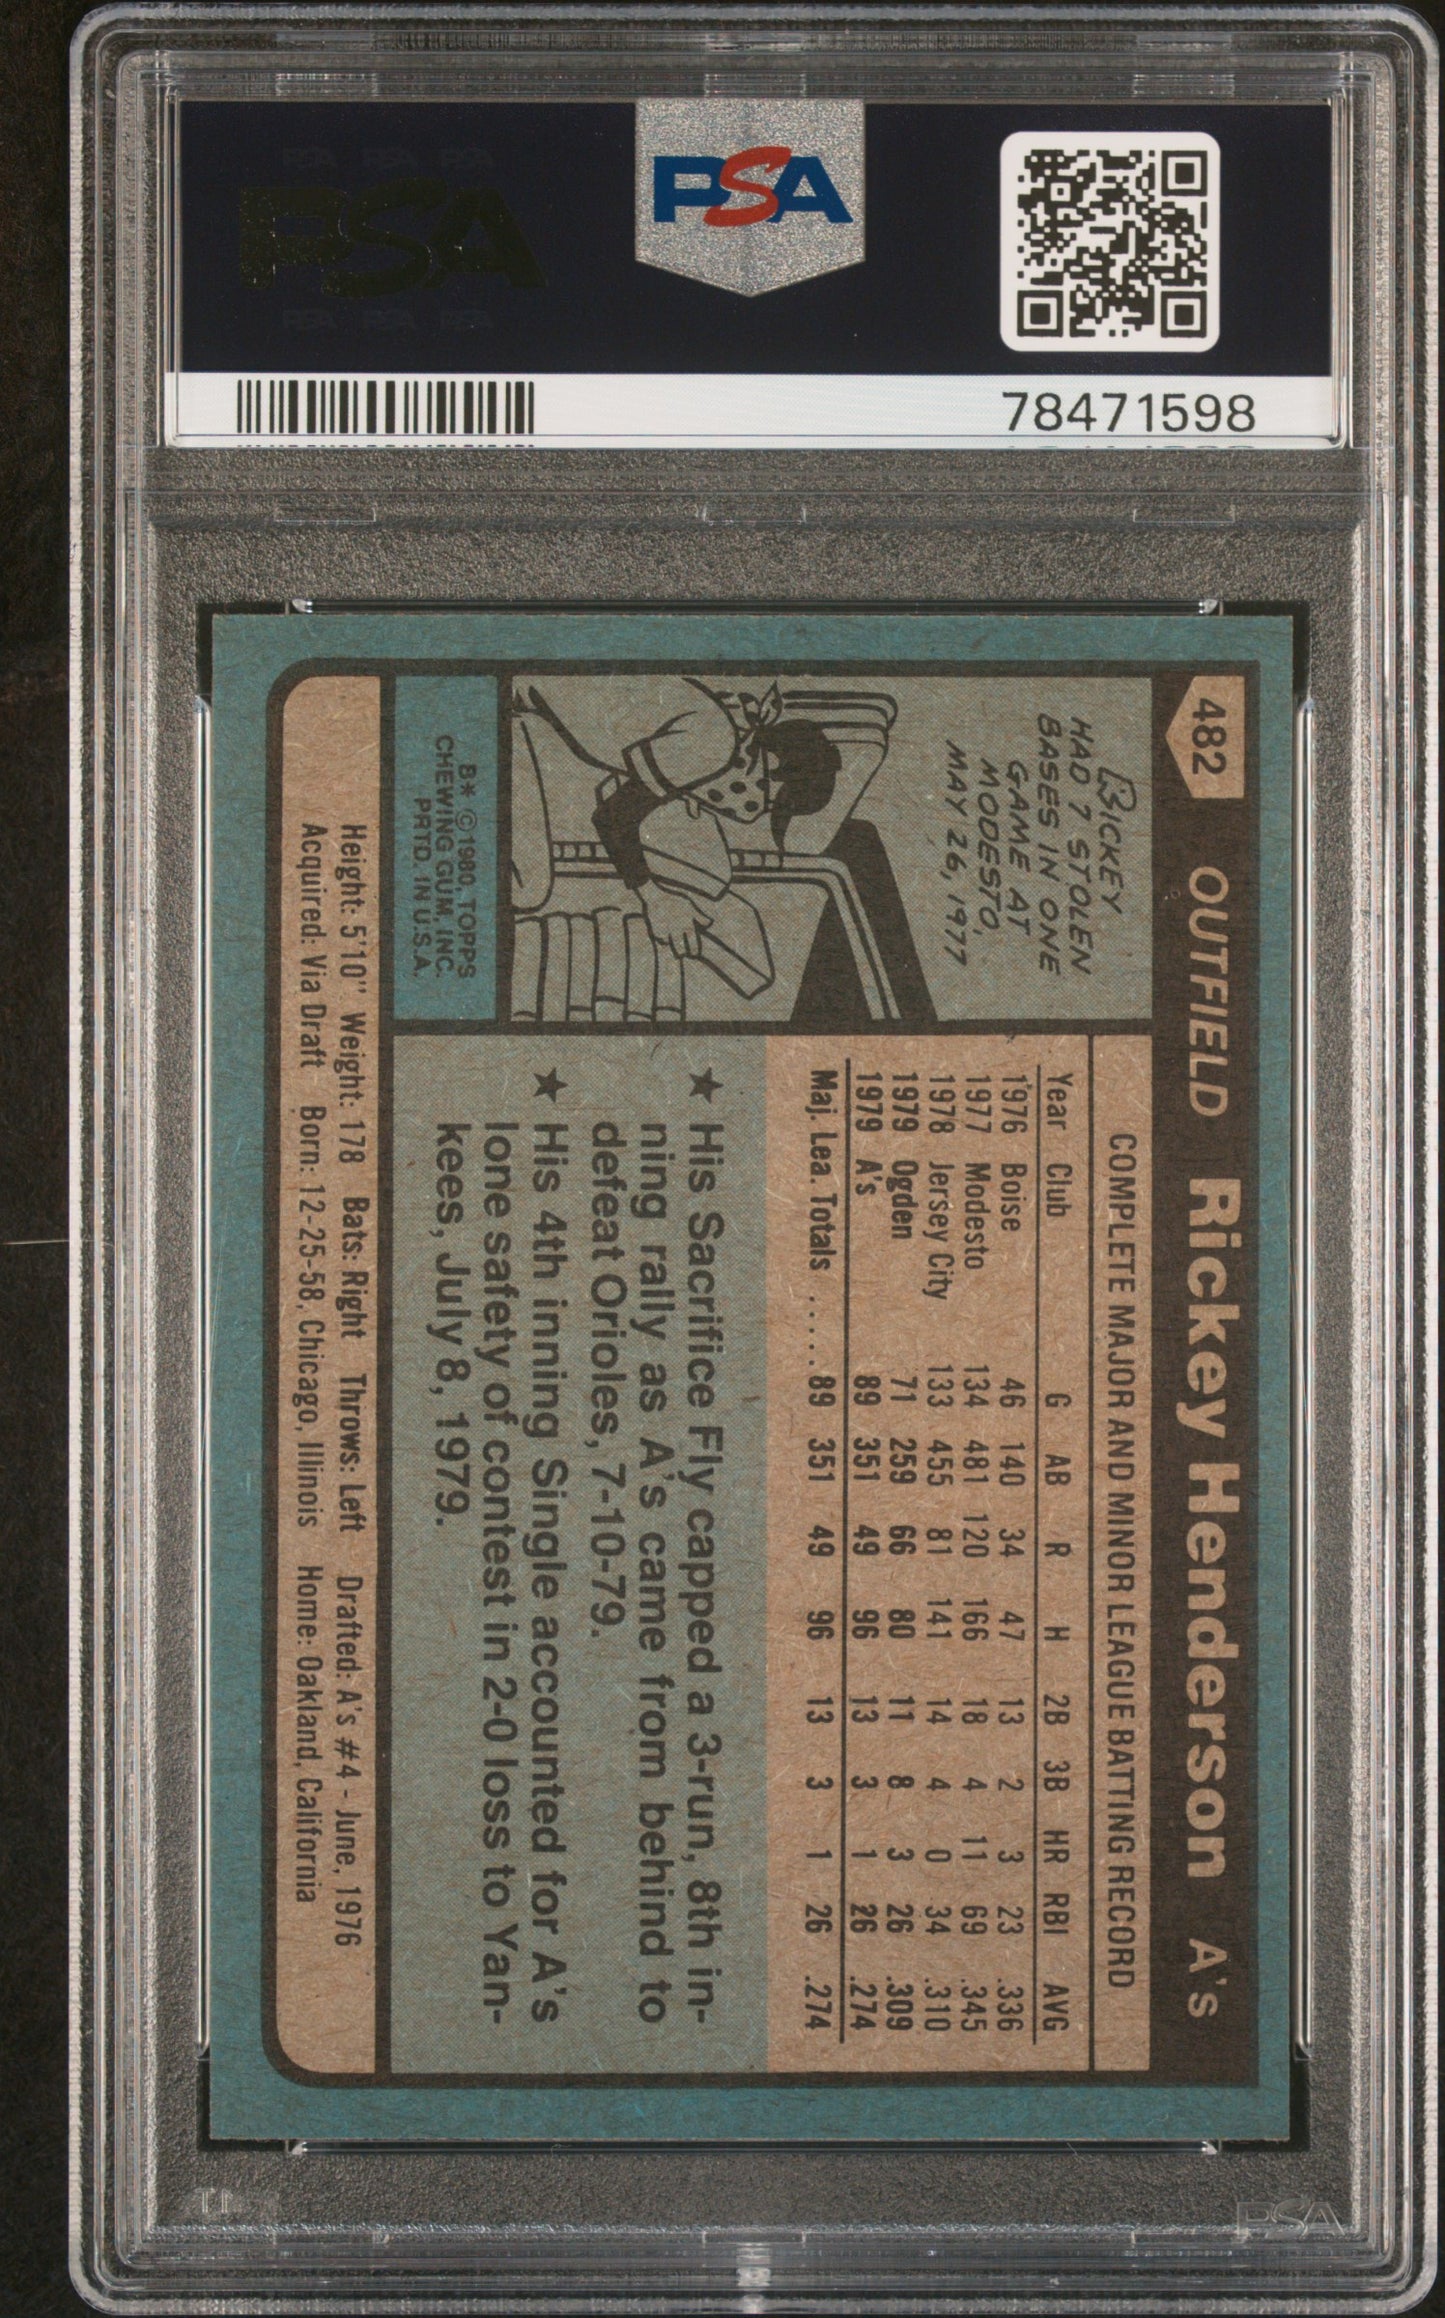 PSA PSA PSA
PSA
PSA PSA PSA
PSA
78471598
482 OUTFIELD Rickey Henderson A's
RICKEY
HAD 7 STOLEN
BASES IN ONE
GAME AT
MODESTO,
MAY 26, 1977
B* ©1980, TOPPS
CHEWING GUM, INC.
PRTD. IN U.S.A.
COMPLETE MAJOR AND MINOR LEAGUE BATTING RECORD
Year Club G AB R H 2B 3B HR RBI AVG
1976 Boise 46 140 34 47 13 2 3 23 .336
1977 Modesto 134 481 120 166 18 4 11 69 .345
1978 Jersey City 133 455 81 141 14 4 0 34 .310
1979 Ogden 71 259 66 80 11 8 3 26 .309
1979 A's 89 351 49 96 13 3 1 26 .274
Maj. Lea. Totals .....89 351 49 96 13 3 1 26 .274
★ His Sacrifice Fly capped a 3-run, 8th in-
ning rally as A's came from behind to
defeat Orioles, 7-10-79.
★ His 4th inning Single accounted for A's
lone safety of contest in 2-0 loss to Yan-
kees, July 8, 1979.
Height: 5'10" Weight: 178 Bats: Right Throws: Left Drafted: A's #4 - June, 1976
Acquired: Via Draft Born: 12-25-58, Chicago, Illinois Home: Oakland, California
PSA